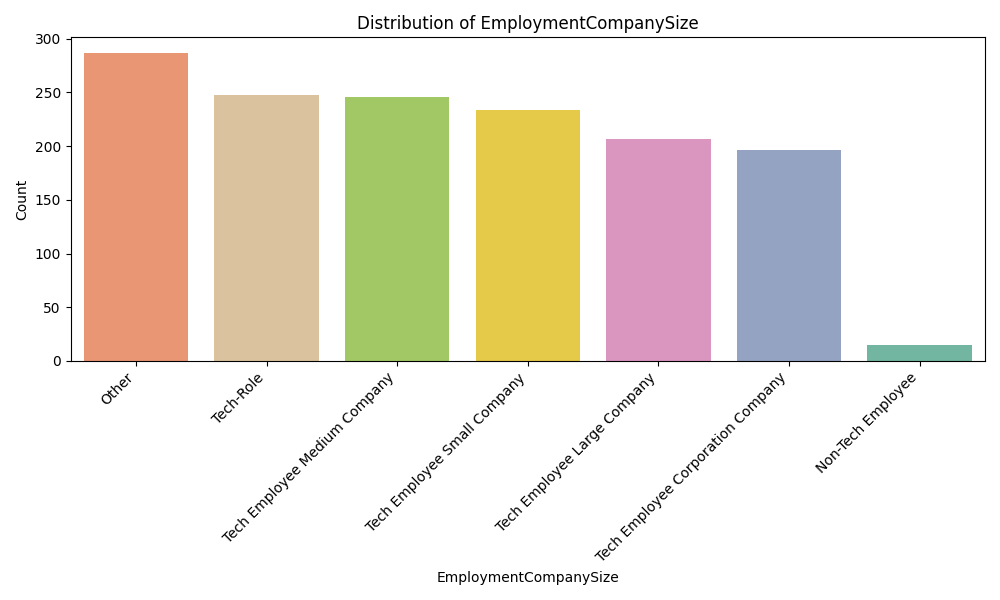 Distribution of EmploymentCompanySize
Count
300
250
200
150
100
50
0
Other
Tech-Role
Tech Employee Medium Company
Tech Employee Small Company
Tech Employee Large Company
Tech Employee Corporation Company
Non-Tech Employee
EmploymentCompanySize